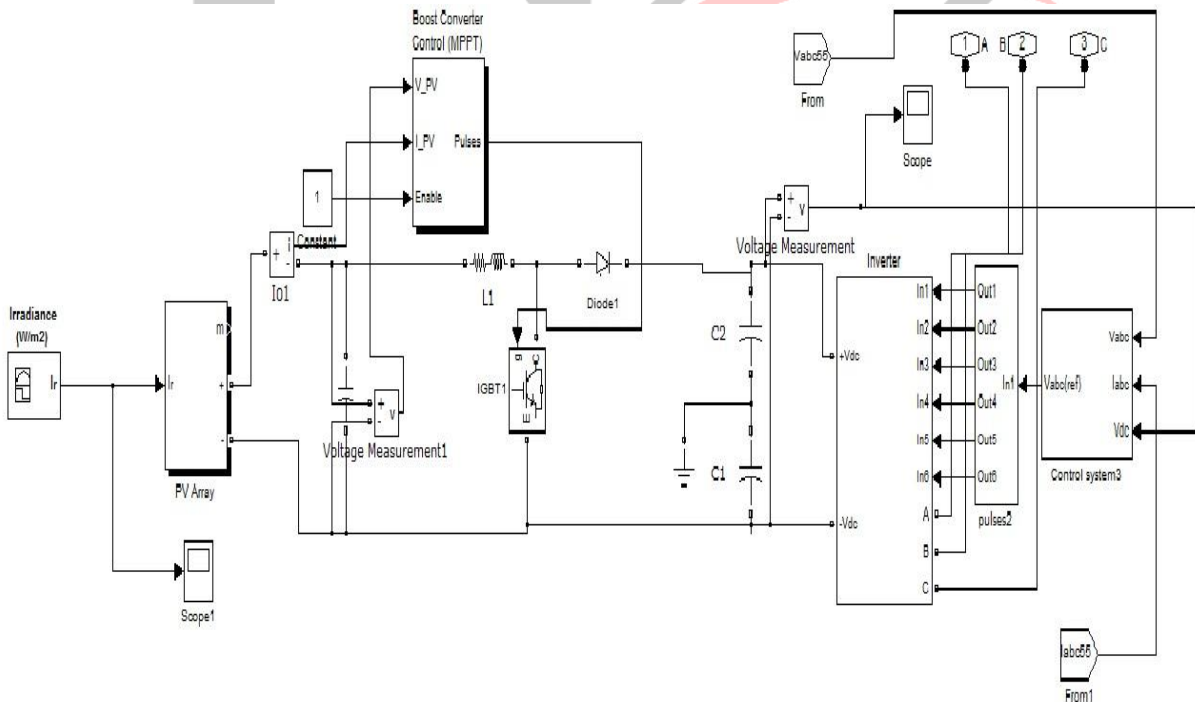 Boost Converter
Control (MPPT)
V_PV
I_PV
Pulses
Enable
1
Constant
i
+
-
Io1
L1
Diode1
g
C
E
IGBT1
Irradiance
(W/m2)
Ir
Ir
m
+
-
PV Array
Scope1
+
-
v
Voltage Measurement1
Vabc55
From
1
A
B
2
3
C
Scope
+
-
v
Voltage Measurement
Inverter
C2
C1
+Vdc
-Vdc
In1
In2
In3
In4
In5
In6
A
B
C
Out1
Out2
Out3
Out4
Out5
Out6
In1
pulses2
Vabc(ref)
Vabc
Iabc
Vdc
Control system3
Iabc55
From1